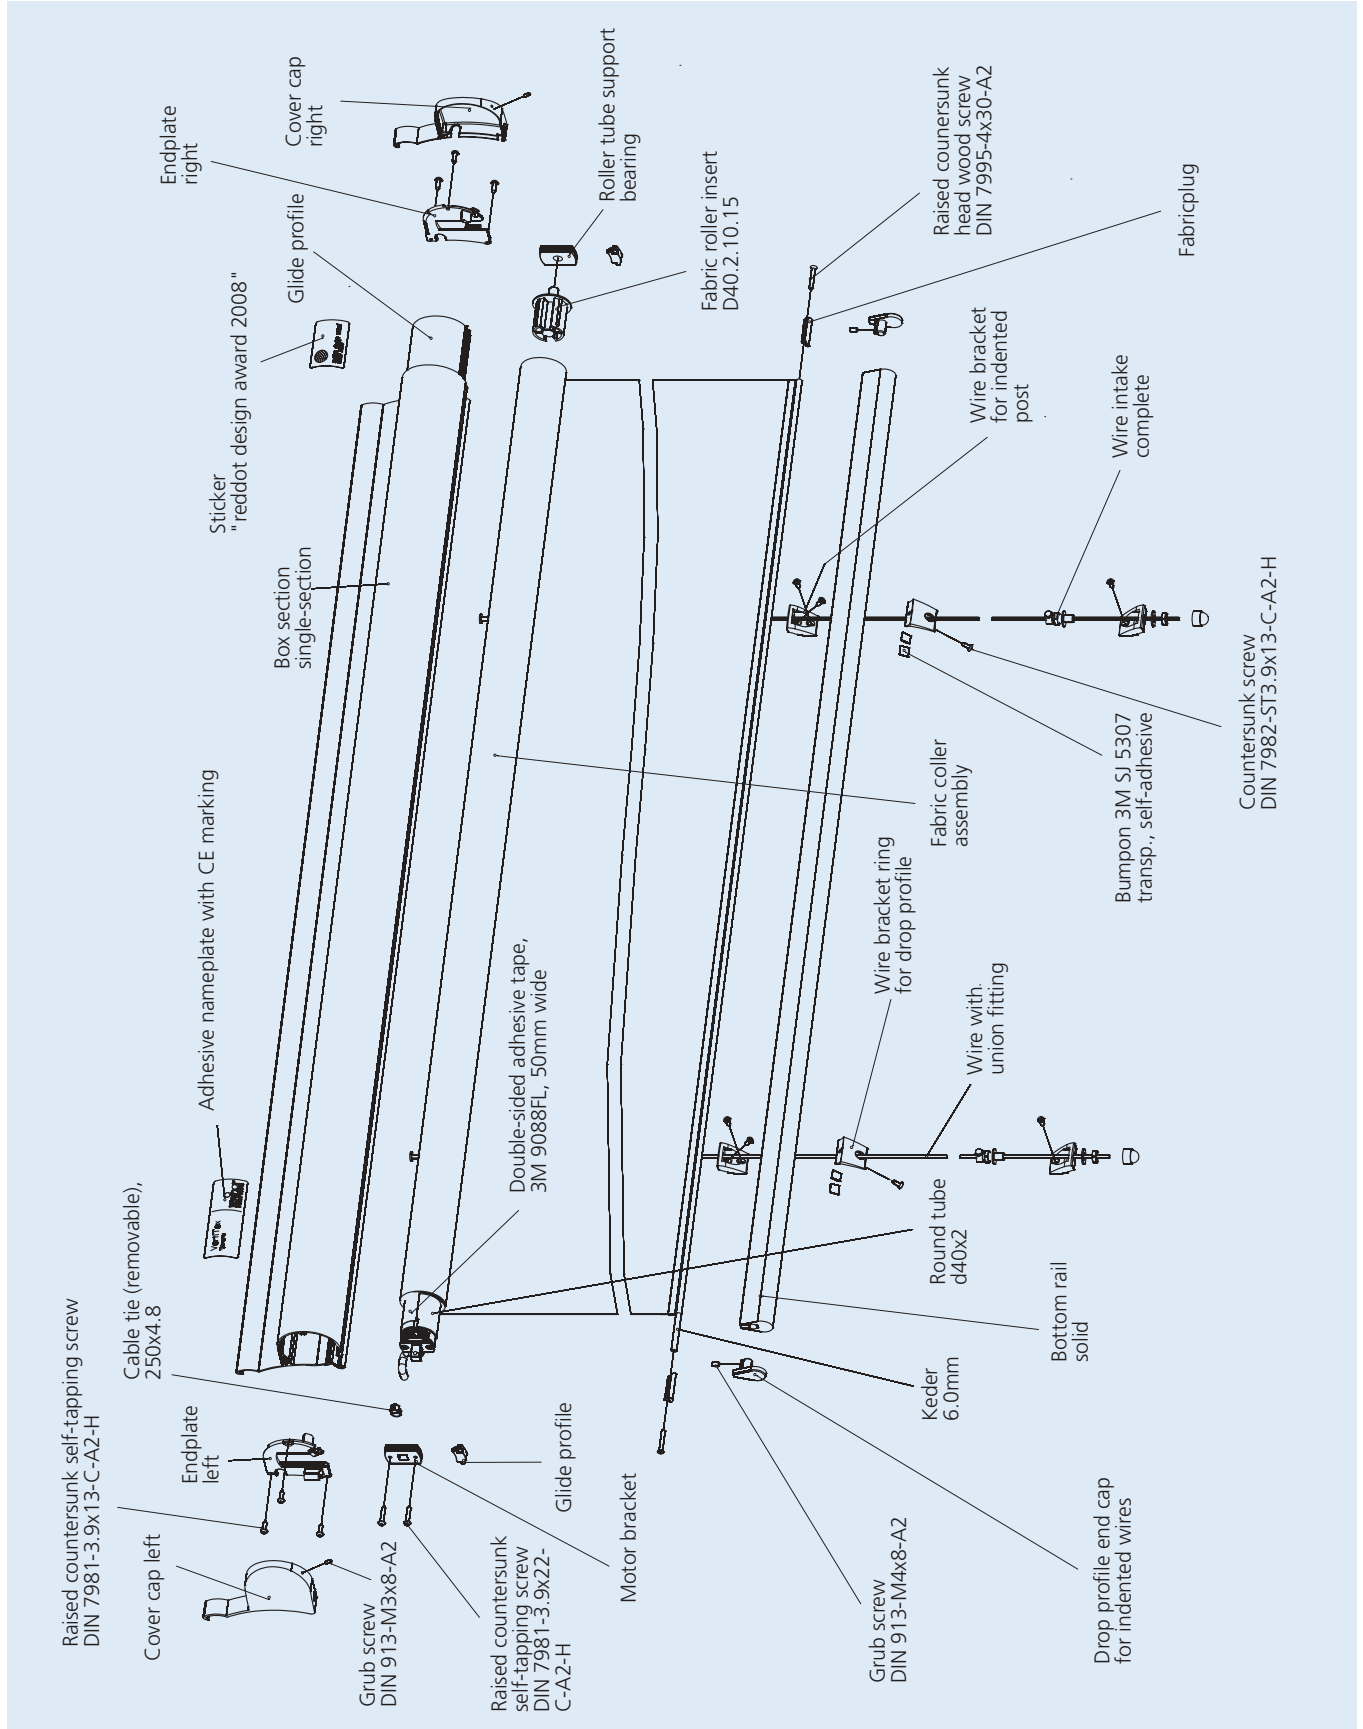 Raised countersunk self-tapping screw
DIN 7981-3.9x13-C-A2-H
Cover cap left
Endplate
left
Cable tie (removable),
250x4.8
Adhesive nameplate with CE marking
VentiTex
Box section
single-section
Sticker
"reddot design award 2008"
Glide profile
Endplate
right
Cover cap
right
Roller tube support
bearing
Fabric roller insert
D40.2.10.15
Raised counersunk
head wood screw
DIN 7995-4x30-A2
Fabricplug
Wire bracket
for indented
post
Wire intake
complete
Countersunk screw
DIN 7982-ST3.9x13-C-A2-H
Bumpon 3M SJ 5307
transp., self-adhesive
Fabric coller
assembly
Double-sided adhesive tape,
3M 9088FL, 50mm wide
Wire bracket ring
for drop profile
Wire with
union fitting
Round tube
d40x2
Bottom rail
solid
Keder
6.0mm
Glide profile
Motor bracket
Grub screw
DIN 913-M3x8-A2
Raised countersunk
self-tapping screw
DIN 7981-3.9x22-
C-A2-H
Grub screw
DIN 913-M4x8-A2
Drop profile end cap
for indented wires